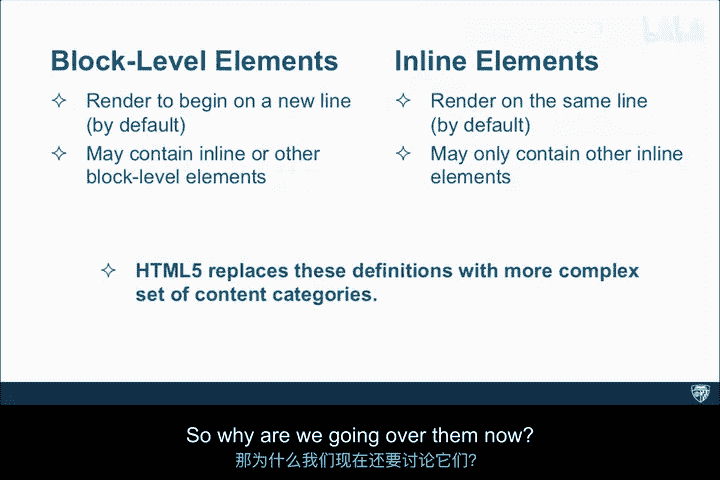 Block-Level Elements
Render to begin on a new line
(by default)
May contain inline or other
block-level elements
Inline Elements
Render on the same line
(by default)
May only contain other inline
elements
HTML5 replaces these definitions with more complex
set of content categories.
So why are we going over them now?
那为什么我们现在还要讨论它们?